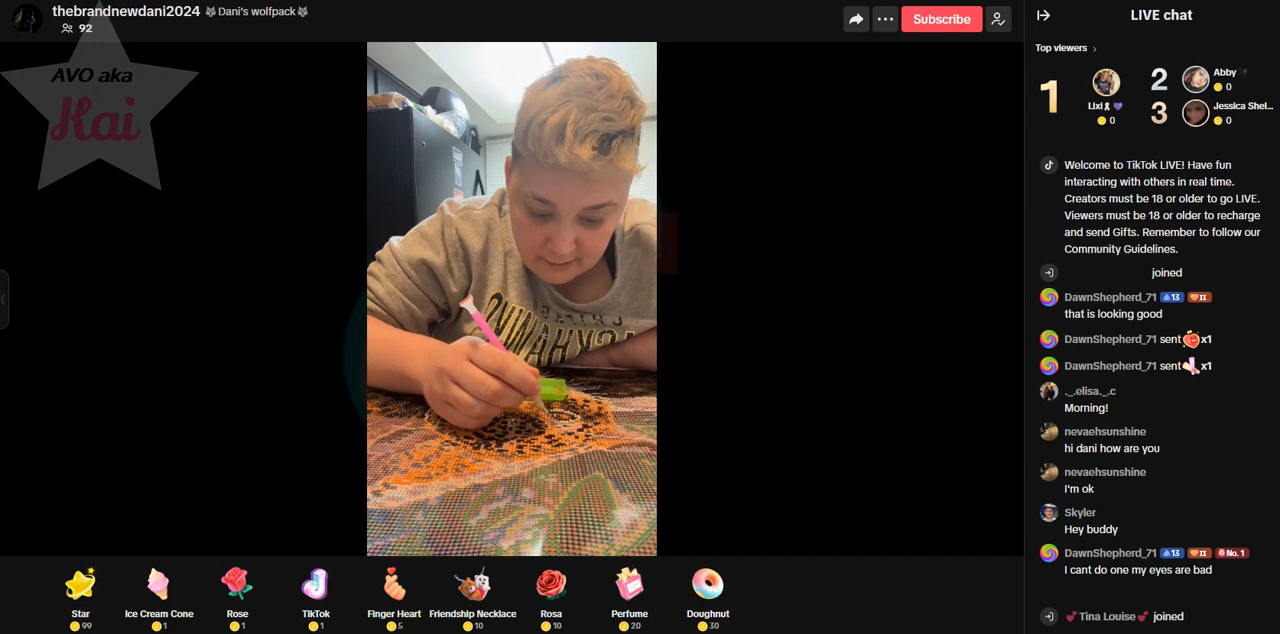 thebrandnewdani2024 🐺Dani's wolfpack🐺
92
Subscribe
AVO aka
Kai
LIVE chat
Top viewers
1
Lixi🎗💜
0
2
Abby
0
3
Jessica Shel...
0
Welcome to TikTok LIVE! Have fun
interacting with others in real time.
Creators must be 18 or older to go LIVE.
Viewers must be 18 or older to recharge
and send Gifts. Remember to follow our
Community Guidelines.
joined
DawnShepherd_71 13 II
that is looking good
DawnShepherd_71 sent x1
DawnShepherd_71 sent x1
._.elisa._.c
Morning!
nevaehsunshine
hi dani how are you
nevaehsunshine
I'm ok
Skyler
Hey buddy
DawnShepherd_71 13 II No. 1
I cant do one my eyes are bad
💕Tina Louise💕 joined
Star
99
Ice Cream Cone
1
Rose
1
TikTok
1
Finger Heart
5
Friendship Necklace
10
Rosa
10
Perfume
20
Doughnut
30